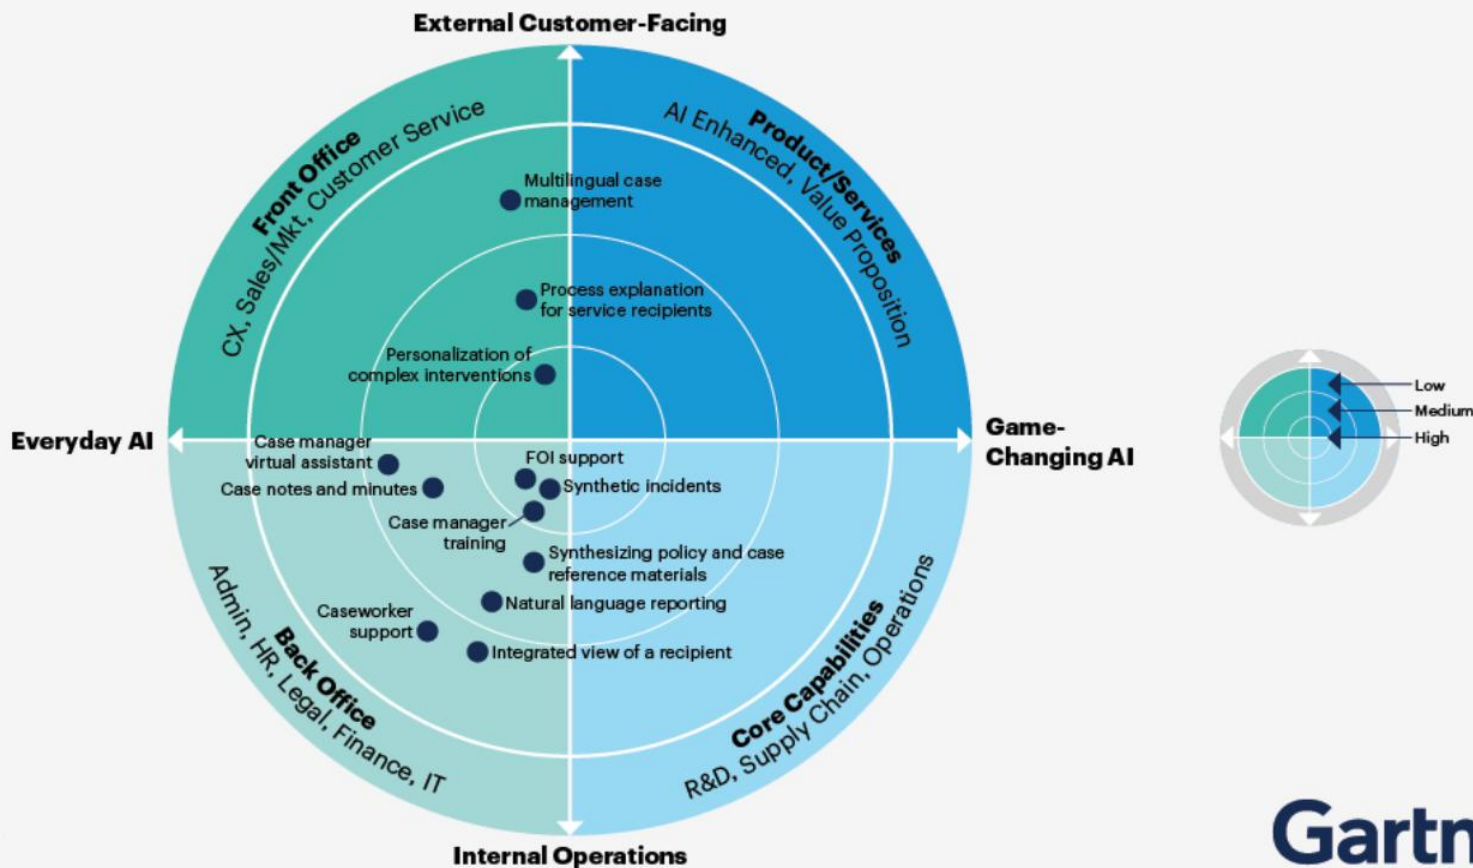 External Customer-Facing
Front Office
CX, Sales/Mkt, Customer Service
Product/Services
AI Enhanced, Value Proposition
Multilingual case
management
Process explanation
for service recipients
Personalization of
complex interventions
Everyday AI
Game-
Changing AI
Low
Medium
High
Case manager
virtual assistant
Case notes and minutes
FOI support
Synthetic incidents
Case manager
training
Synthesizing policy and case
reference materials
Natural language reporting
Caseworker
support
Integrated view of a recipient
Back Office
Admin, HR, Legal, Finance, IT
Core Capabilities
R&D, Supply Chain, Operations
Internal Operations
Gartn